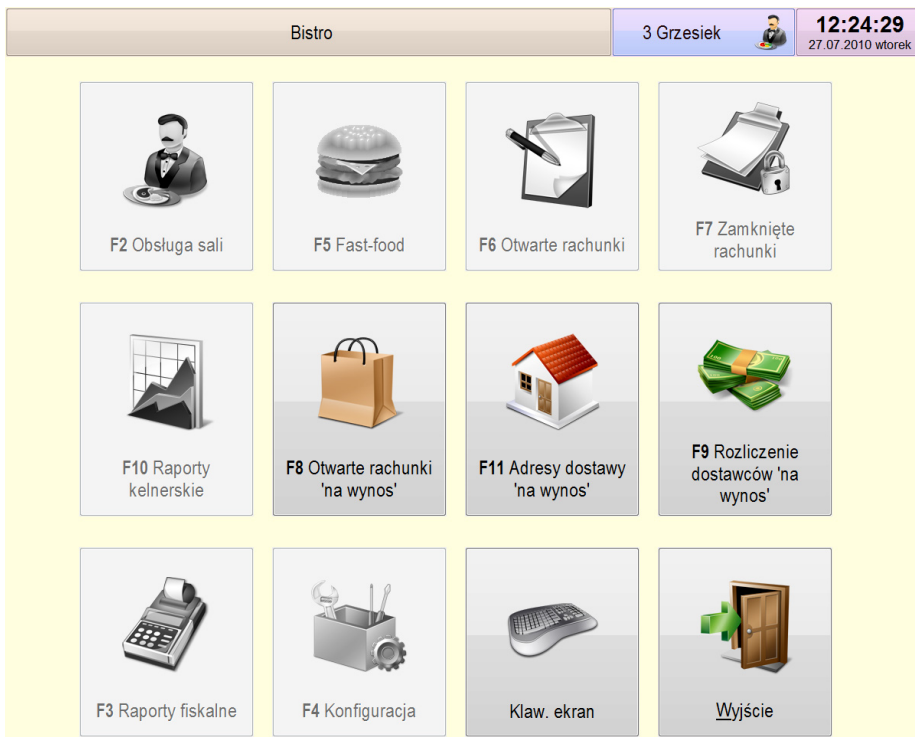 Bistro
3 Grzesiek
12:24:29
27.07.2010 wtorek
F2 Obsługa sali
F5 Fast-food
F6 Otwarte rachunki
F7 Zamknięte
rachunki
F10 Raporty
kelnerskie
F8 Otwarte rachunki
'na wynos'
F11 Adresy dostawy
'na wynos'
F9 Rozliczenie
dostawców 'na
wynos'
F3 Raporty fiskalne
F4 Konfiguracja
Klaw. ekran
Wyjście